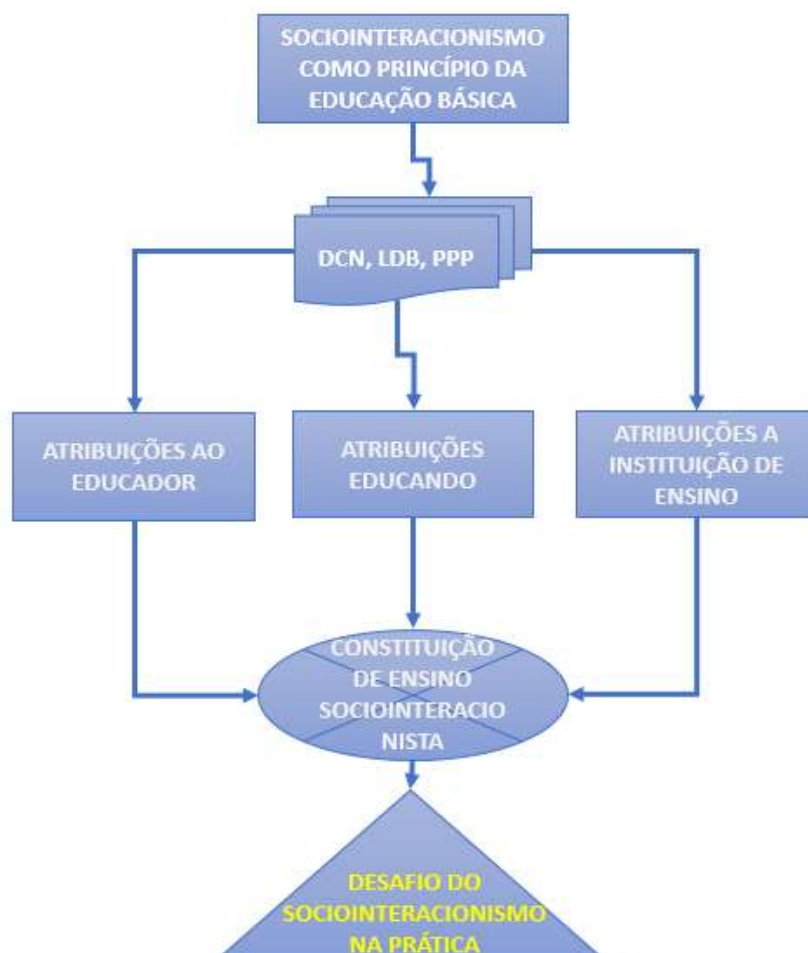 SOCIOINTERACIONISMO
COMO PRINCÍPIO DA
EDUCAÇÃO BÁSICA
DCN, LDB, PPP
ATRIBUIÇÕES AO
EDUCADOR
ATRIBUIÇÕES
EDUCANDO
ATRIBUIÇÕES A
INSTITUIÇÃO DE
ENSINO
CONSTITUIÇÃO
DE ENSINO
SOCIOINTERACIO
NISTA
DESAFIO DO
SOCIOINTERACIONISMO
NA PRÁTICA